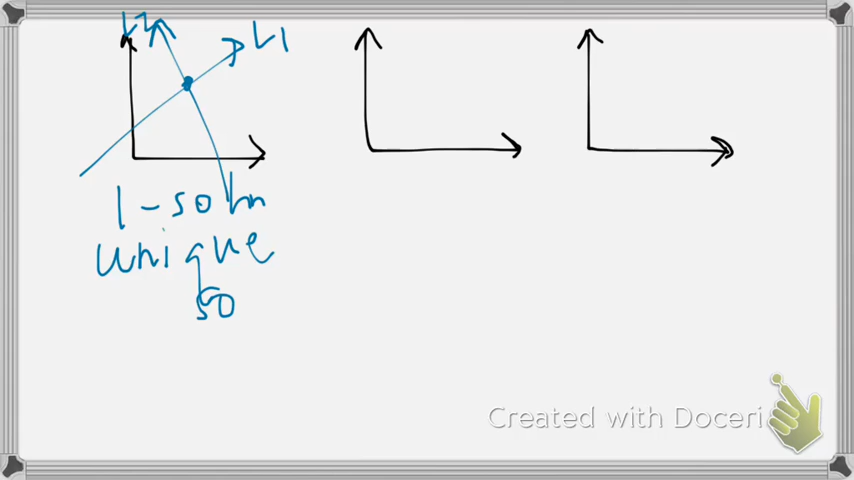 L2
L1
1-soln
unique
so
Created with Doceri